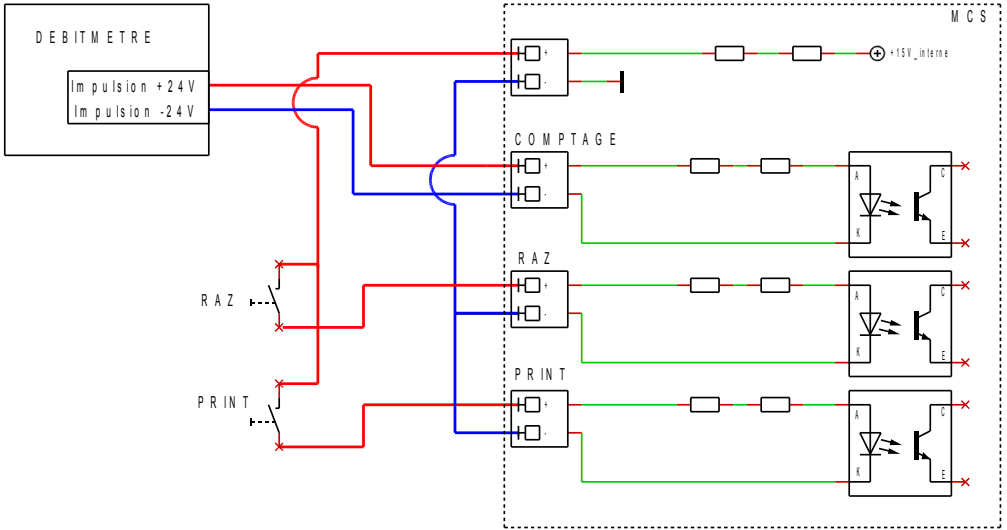 MCS
DEBITMETRE
+15V_interne
+
-
Impulsion +24V
Impulsion -24V
COMPTAGE
+
-
A
K
C
E
RAZ
+
-
A
K
C
E
RAZ
PRINT
+
-
A
K
C
E
PRINT